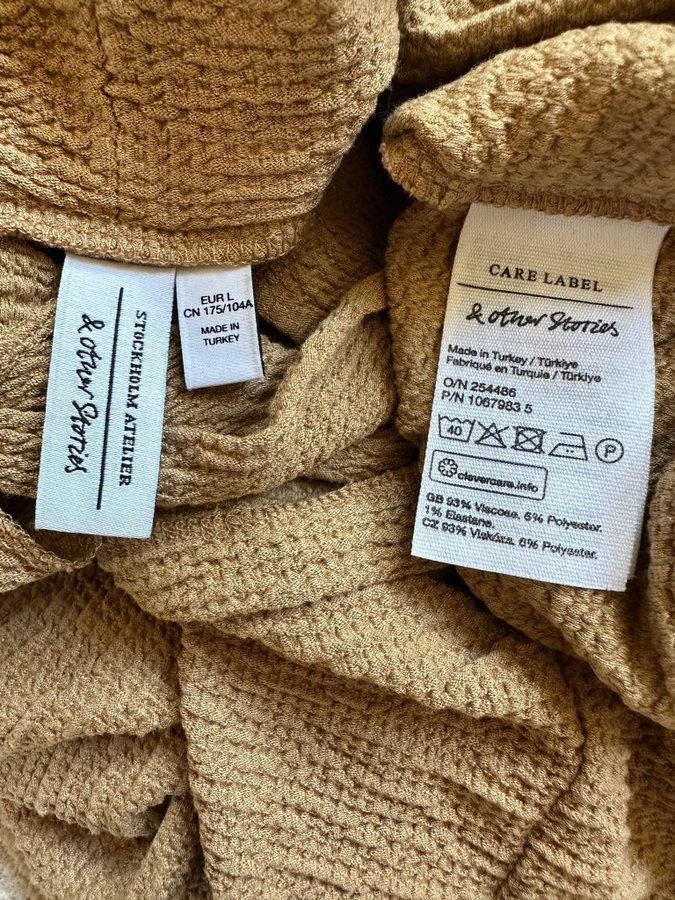 STOCKHOLM ATELIER
& other Stories
EUR L
CN 175/104A
MADE IN
TURKEY
CARE LABEL
& other Stories
Made in Turkey / Türkiye
Fabriqué en Turquie / Türkiye
O/N 254486
P/N 1067983 5
40
P
clevercare.info
GB 93% Viscose. 6% Polyester.
1% Elastane.
CZ 93% Viskóza. 6% Polyester.